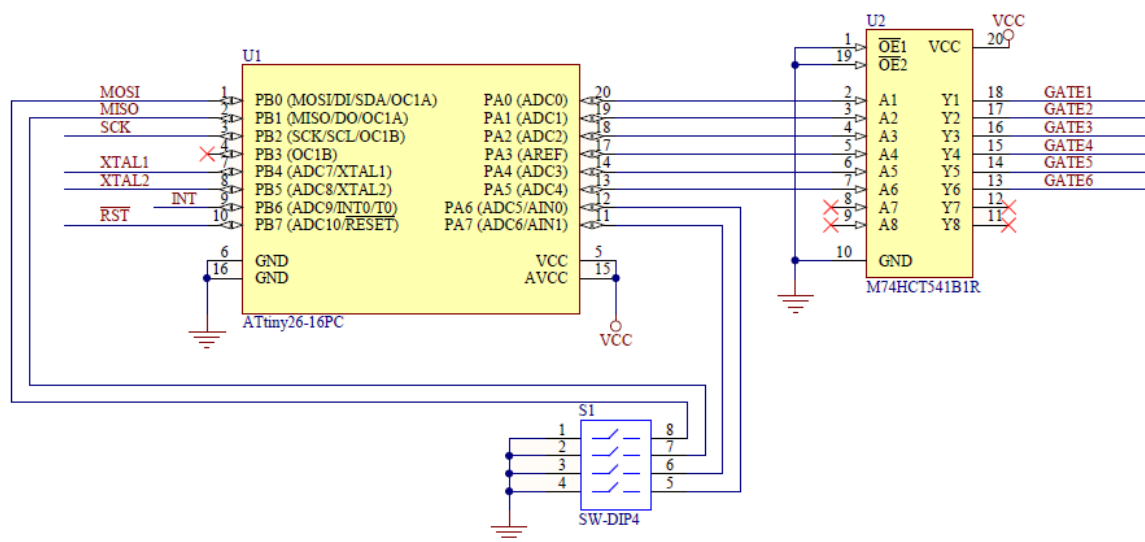 U1
MOSI 1 PB0 (MOSI/DI/SDA/OC1A) PA0 (ADC0) 20
MISO 2 PB1 (MISO/DO/OC1A) PA1 (ADC1) 19
SCK 3 PB2 (SCK/SCL/OC1B) PA2 (ADC2) 18
4 PB3 (OC1B) PA3 (AREF) 17
XTAL1 7 PB4 (ADC7/XTAL1) PA4 (ADC3) 14
XTAL2 8 PB5 (ADC8/XTAL2) PA5 (ADC4) 13
INT 9 PB6 (ADC9/INT0/T0) PA6 (ADC5/AIN0) 12
RST 10 PB7 (ADC10/RESET) PA7 (ADC6/AIN1) 11
6 GND VCC 5
16 GND AVCC 15
ATtiny26-16PC
VCC
U2
VCC
1 OE1 VCC 20
19 OE2
2 A1 Y1 18 GATE1
3 A2 Y2 17 GATE2
4 A3 Y3 16 GATE3
5 A4 Y4 15 GATE4
6 A5 Y5 14 GATE5
7 A6 Y6 13 GATE6
8 A7 Y7 12
9 A8 Y8 11
10 GND
M74HCT541B1R
S1
1 8
2 7
3 6
4 5
SW-DIP4